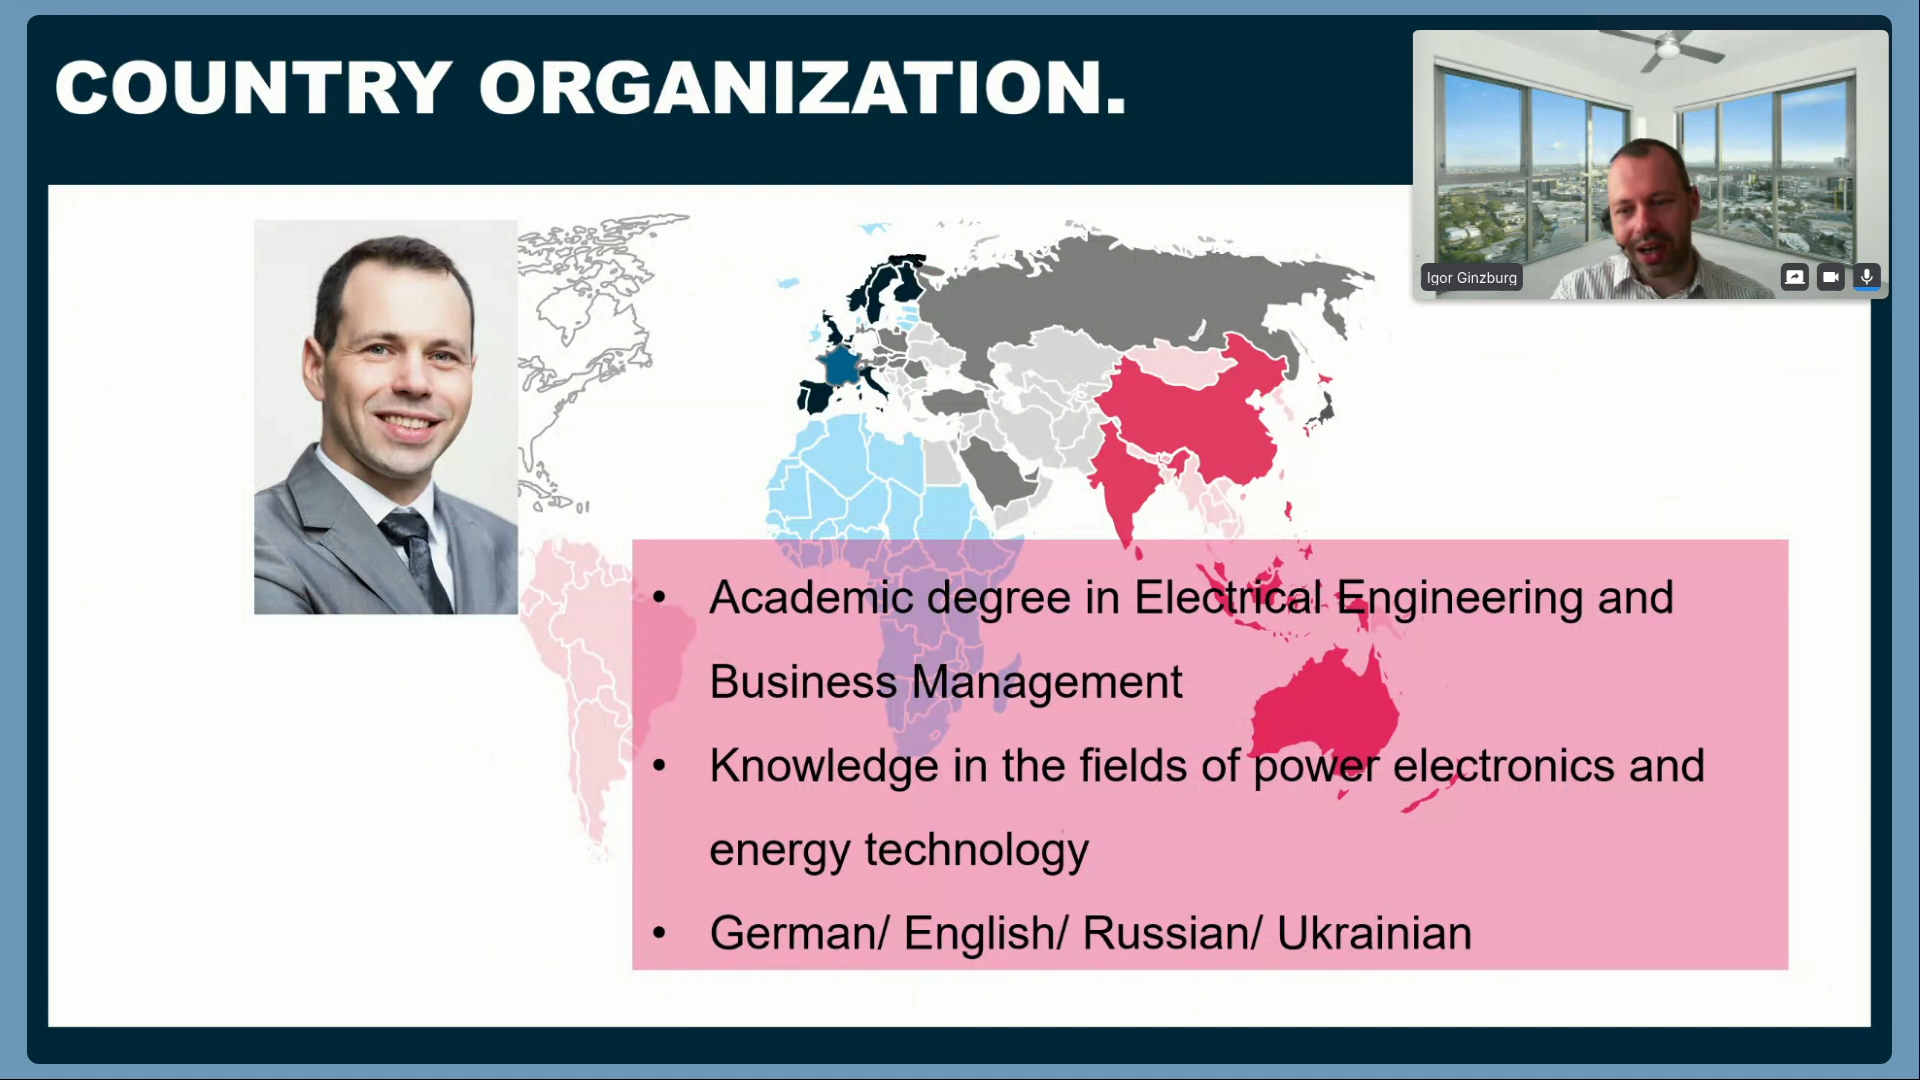 COUNTRY ORGANIZATION.
Igor Ginzburg
• Academic degree in Electrical Engineering and
Business Management
• Knowledge in the fields of power electronics and
energy technology
• German/ English/ Russian/ Ukrainian